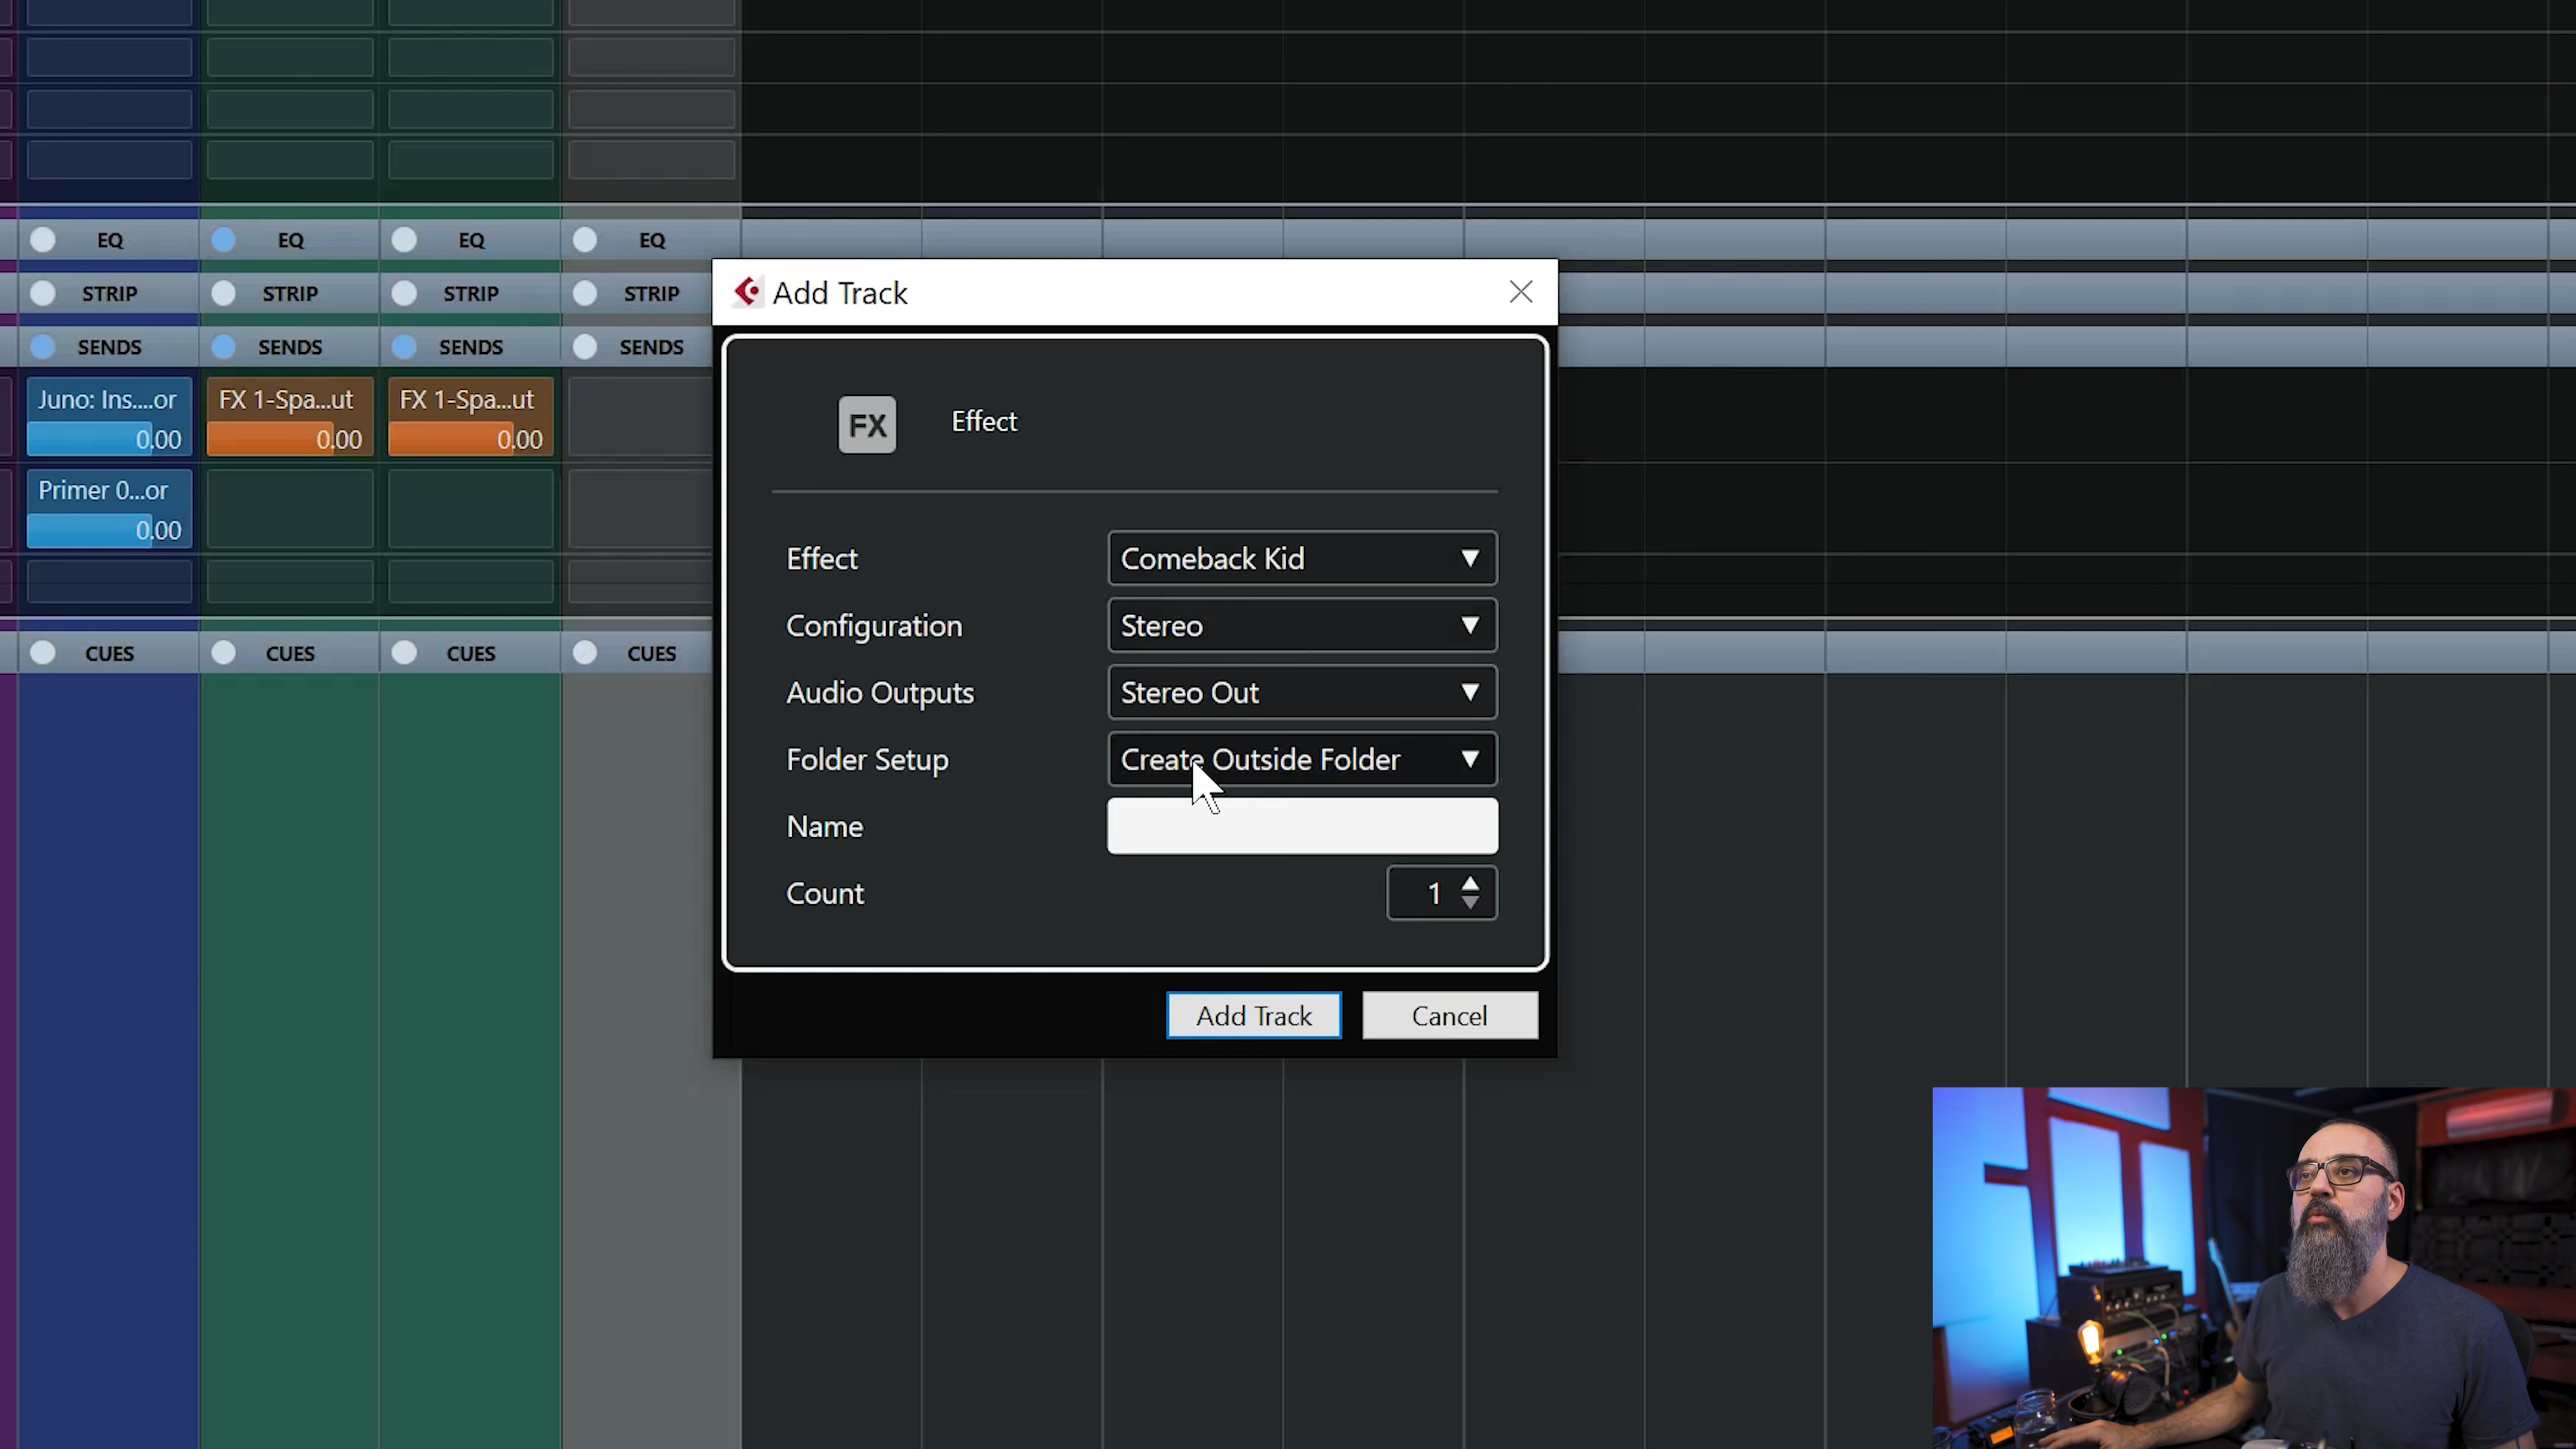 EQ EQ EQ EQ
STRIP STRIP STRIP STRIP
SENDS SENDS SENDS SENDS
Juno: Ins....or FX 1-Spa...ut FX 1-Spa...ut
0.00 0.00 0.00
Primer 0...or
0.00
CUES CUES CUES CUES
Add Track
FX Effect
Effect Comeback Kid
Configuration Stereo
Audio Outputs Stereo Out
Folder Setup Create Outside Folder
Name
Count 1
Add Track Cancel